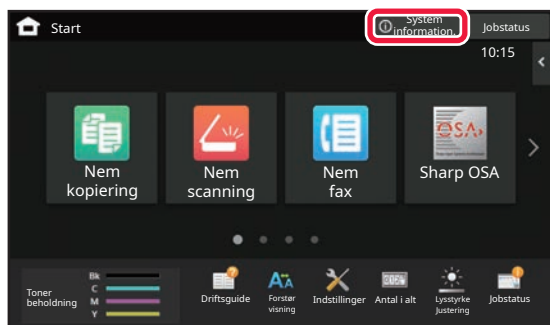 Start
System
information.
Jobstatus
10:15
Nem
kopiering
Nem
scanning
Nem
fax
OSA
Sharp OSA
Toner
beholdning
Bk
C
M
Y
Driftsguide
Forstør
visning
Indstillinger
Antal i alt
Lysstyrke
Justering
Jobstatus